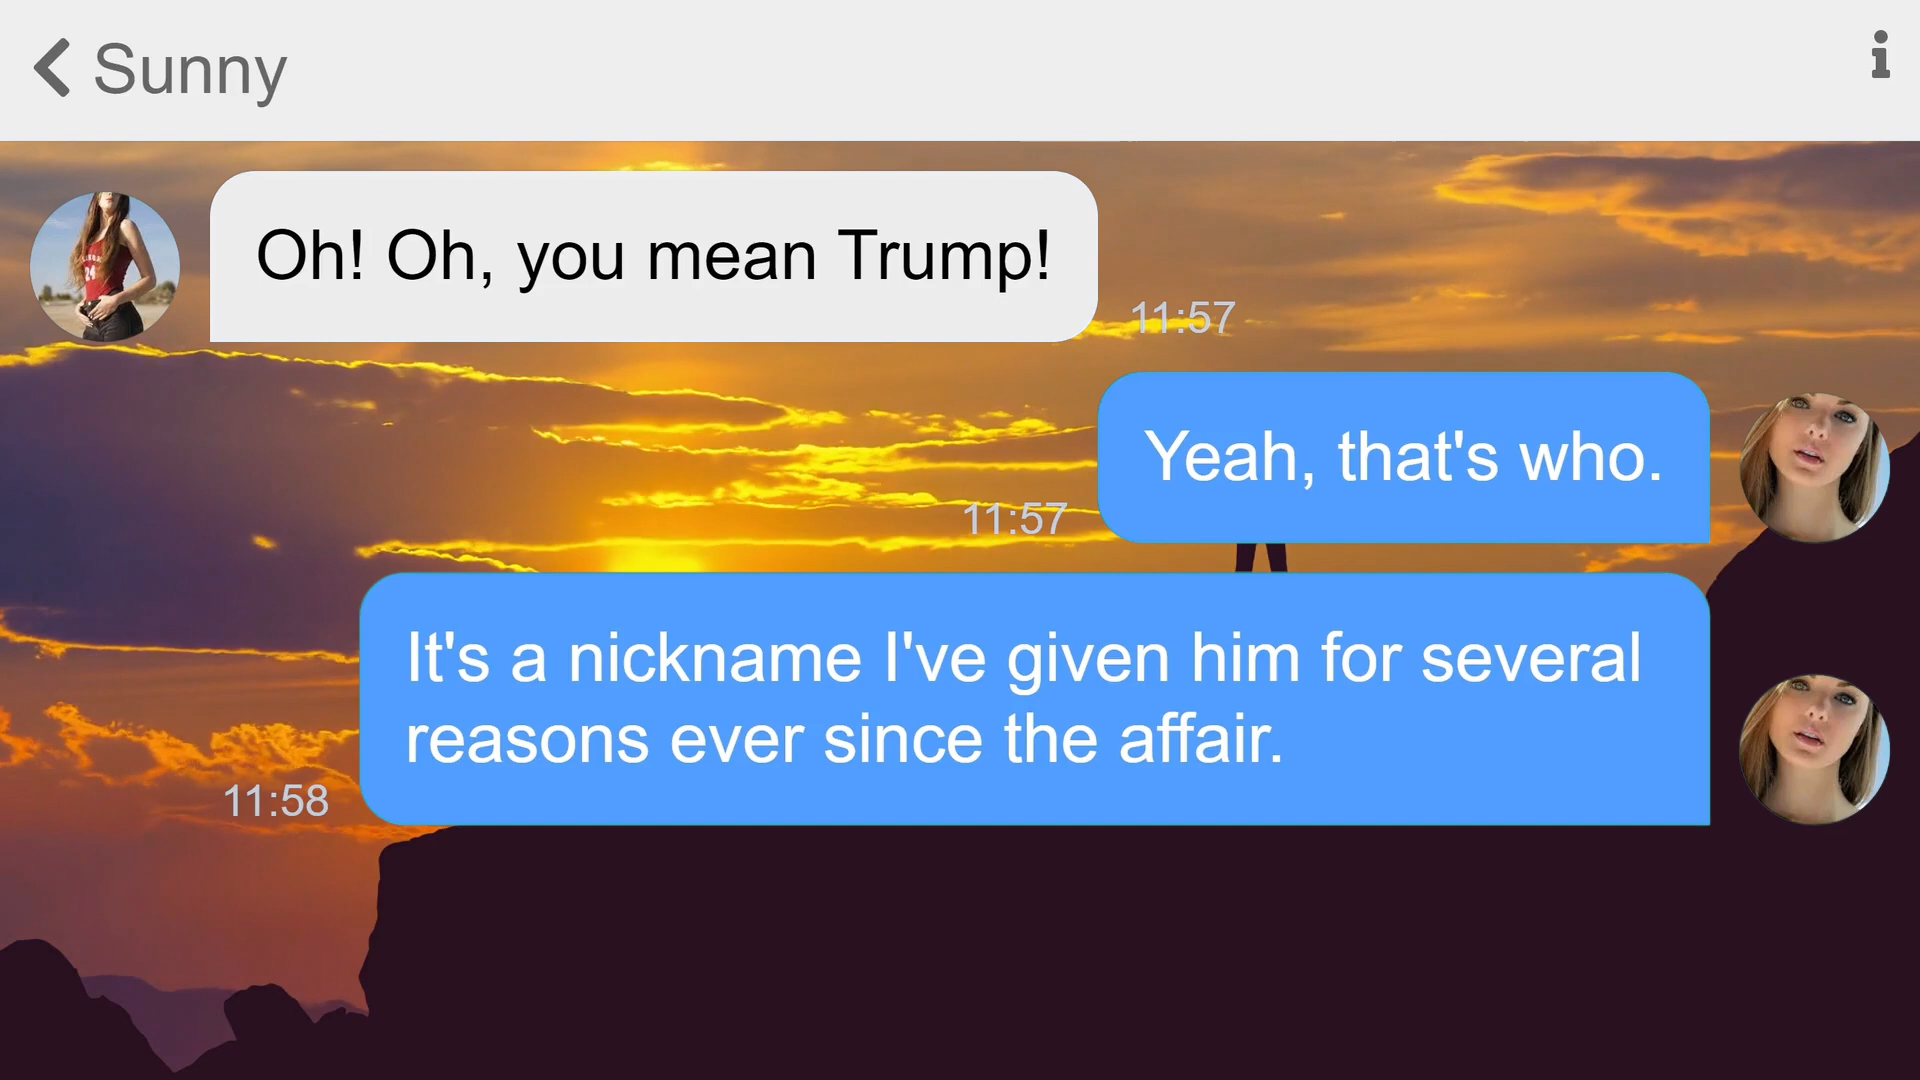 Sunny
Oh! Oh, you mean Trump!
11:57
Yeah, that's who.
11:57
It's a nickname I've given him for several
reasons ever since the affair.
11:58